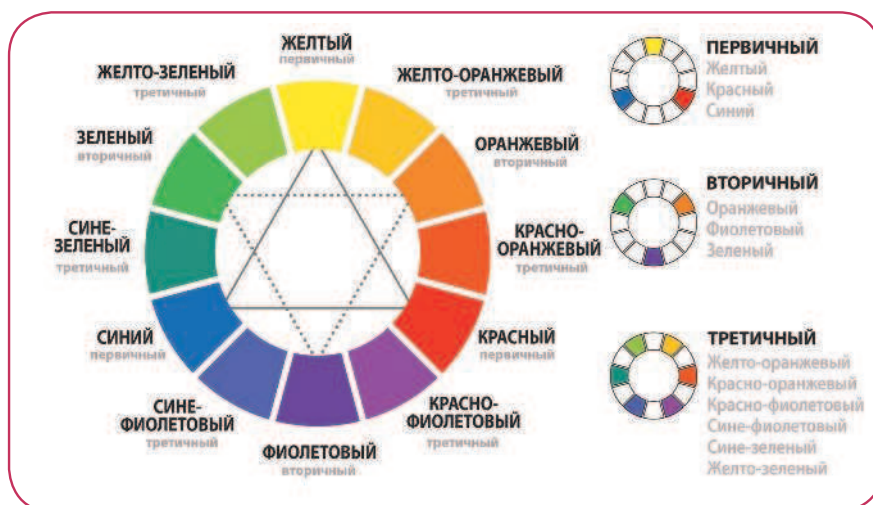 ЖЕЛТЫЙ
первичный
ЖЕЛТО-ЗЕЛЕНЫЙ
третичный
ЖЕЛТО-ОРАНЖЕВЫЙ
третичный
ЗЕЛЕНЫЙ
вторичный
ОРАНЖЕВЫЙ
вторичный
СИНЕ-
ЗЕЛЕНЫЙ
третичный
КРАСНО-
ОРАНЖЕВЫЙ
третичный
СИНИЙ
первичный
КРАСНЫЙ
первичный
СИНЕ-
ФИОЛЕТОВЫЙ
третичный
КРАСНО-
ФИОЛЕТОВЫЙ
третичный
ФИОЛЕТОВЫЙ
вторичный
ПЕРВИЧНЫЙ
Желтый
Красный
Синий
ВТОРИЧНЫЙ
Оранжевый
Фиолетовый
Зеленый
ТРЕТИЧНЫЙ
Желто-оранжевый
Красно-оранжевый
Красно-фиолетовый
Сине-фиолетовый
Сине-зеленый
Желто-зеленый